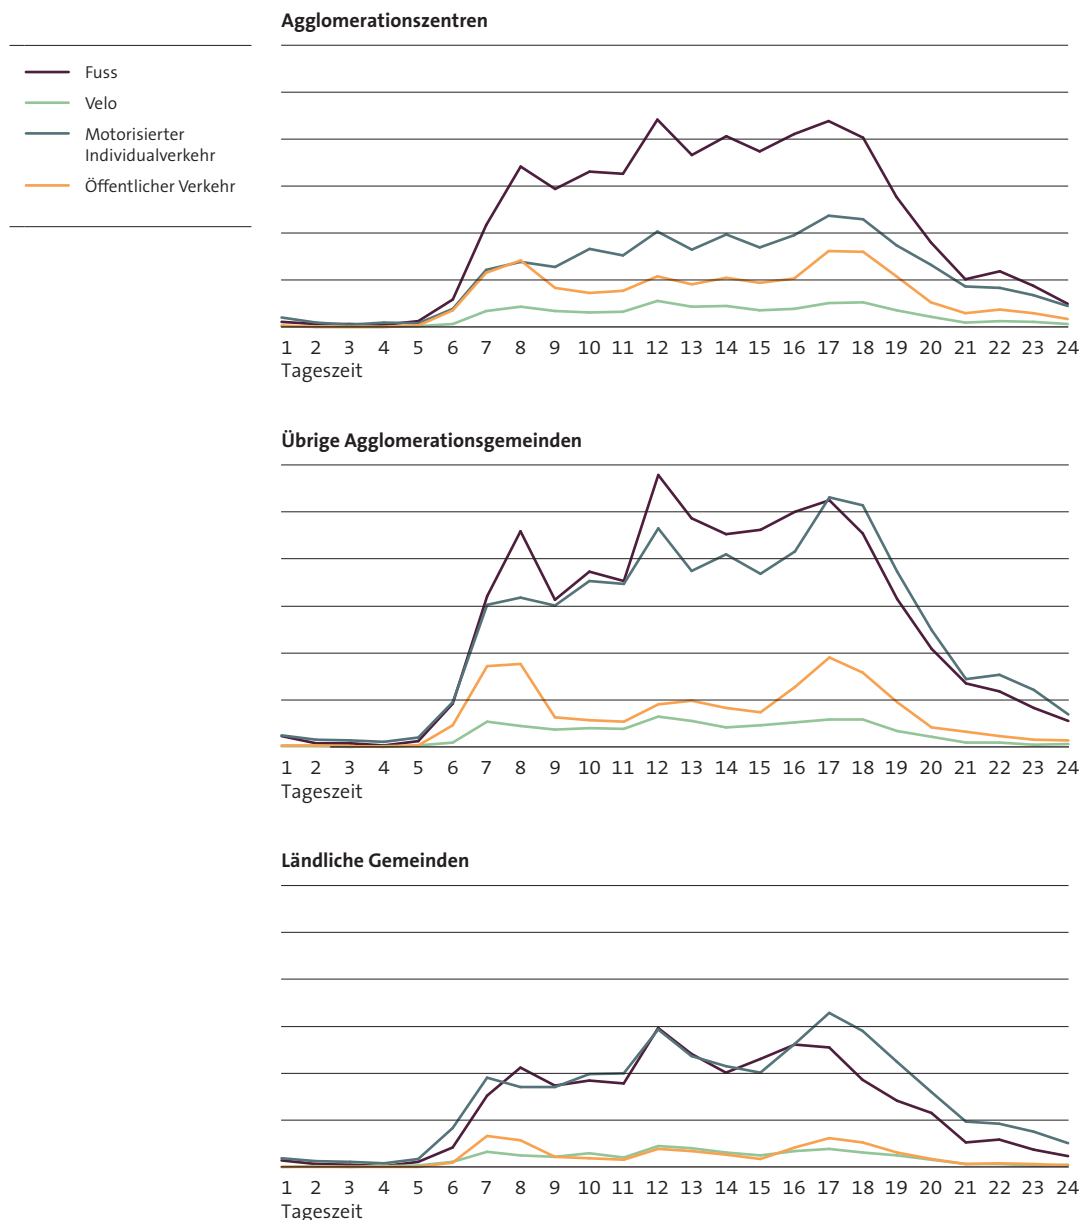 Agglomerationszentren
Fuss
Velo
Motorisierter
Individualverkehr
Öffentlicher Verkehr
1 2 3 4 5 6 7 8 9 10 11 12 13 14 15 16 17 18 19 20 21 22 23 24
Tageszeit
Übrige Agglomerationsgemeinden
1 2 3 4 5 6 7 8 9 10 11 12 13 14 15 16 17 18 19 20 21 22 23 24
Tageszeit
Ländliche Gemeinden
1 2 3 4 5 6 7 8 9 10 11 12 13 14 15 16 17 18 19 20 21 22 23 24
Tageszeit